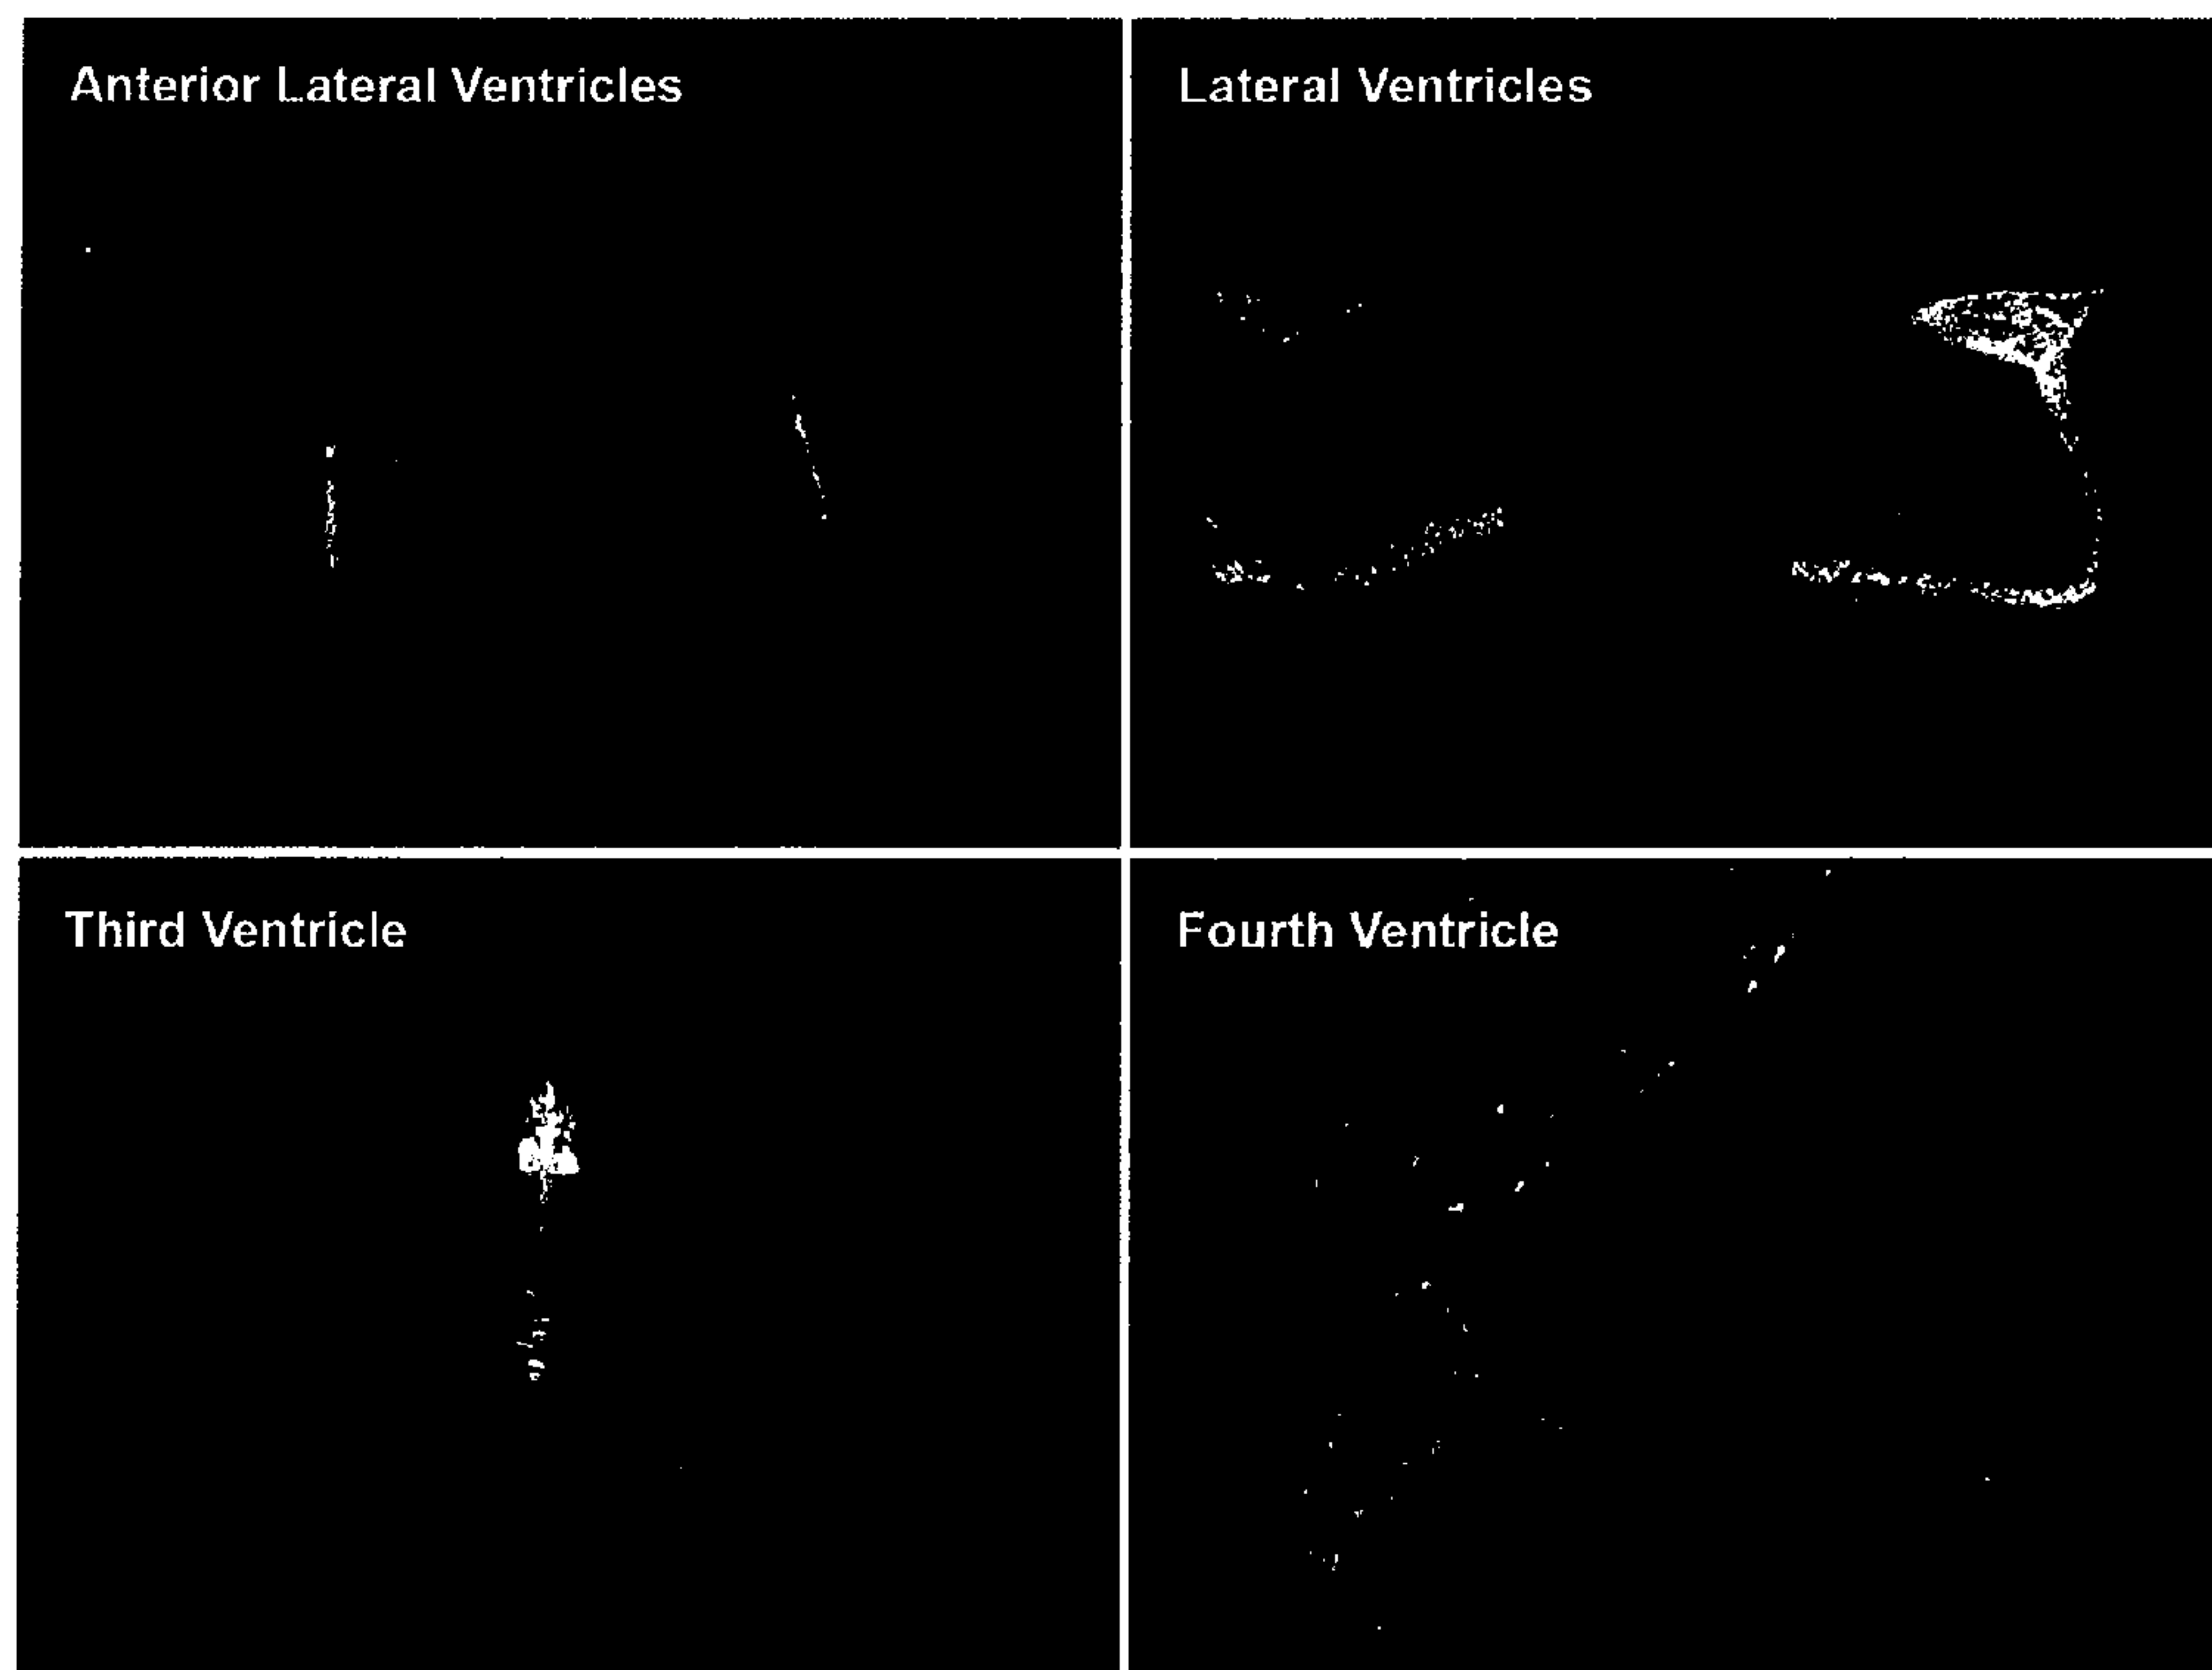 Anterior Lateral Ventricles
Lateral Ventricles
Third Ventricle
Fourth Ventricle